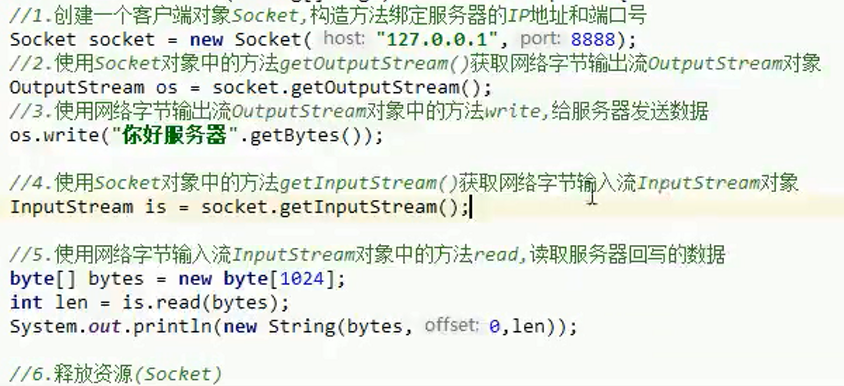 //1.创建一个客户端对象Socket,构造方法绑定服务器的IP地址和端口号
Socket socket = new Socket( host: "127.0.0.1", port: 8888);
//2.使用Socket对象中的方法getOutputStream()获取网络字节输出流OutputStream对象
OutputStream os = socket.getOutputStream();
//3.使用网络字节输出流OutputStream对象中的方法write,给服务器发送数据
os.write("你好服务器".getBytes());
//4.使用Socket对象中的方法getInputStream()获取网络字节输入流InputStream对象
InputStream is = socket.getInputStream();
//5.使用网络字节输入流InputStream对象中的方法read,读取服务器回写的数据
byte[] bytes = new byte[1024];
int len = is.read(bytes);
System.out.println(new String(bytes, offset: 0,len));
//6.释放资源(Socket)